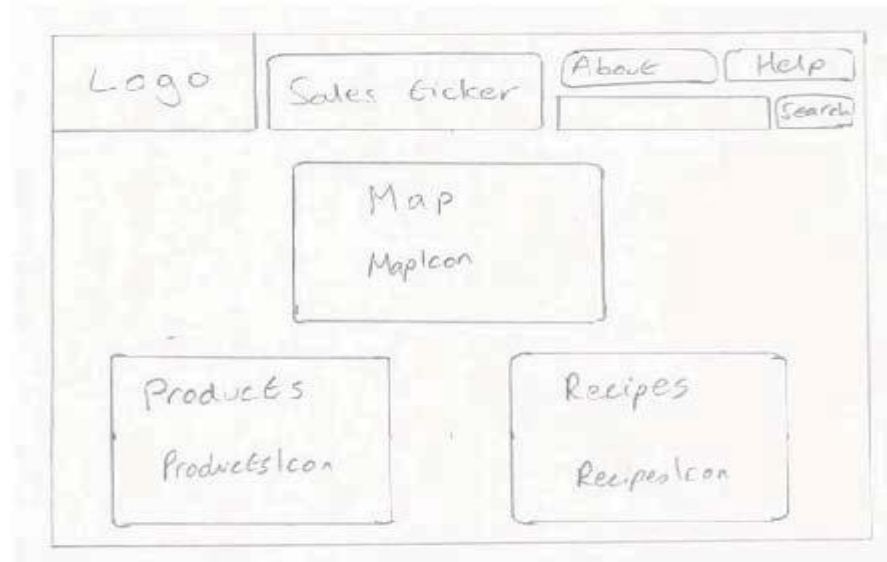 Logo
Sales ticker
About
Help
Search
Map
MapIcon
Products
ProductsIcon
Recipes
RecipesIcon